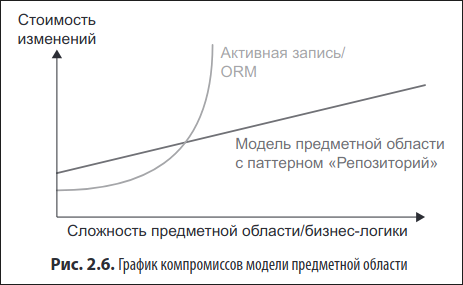 Стоимость
изменений
Активная запись/
ORM
Модель предметной области
с паттерном «Репозиторий»
Сложность предметной области/бизнес-логики
Рис. 2.6. График компромиссов модели предметной области